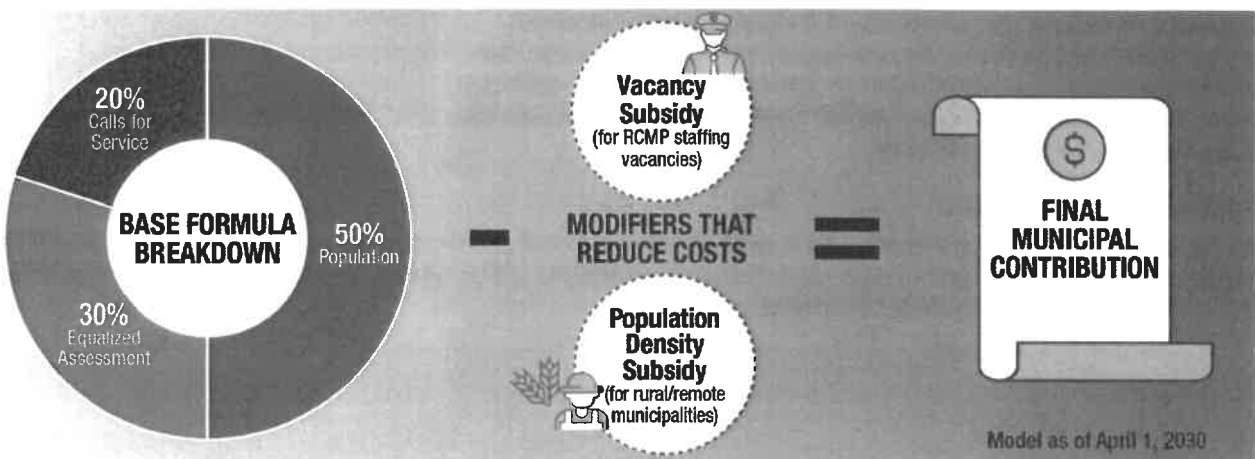 20%
Calls for
Service
BASE FORMULA
BREAKDOWN
50%
Population
30%
Equalized
Assessment
-
Vacancy
Subsidy
(for RCMP staffing
vacancies)
MODIFIERS THAT
REDUCE COSTS
Population
Density
Subsidy
(for rural/remote
municipalities)
=
$
FINAL
MUNICIPAL
CONTRIBUTION
Model as of April 1, 2030